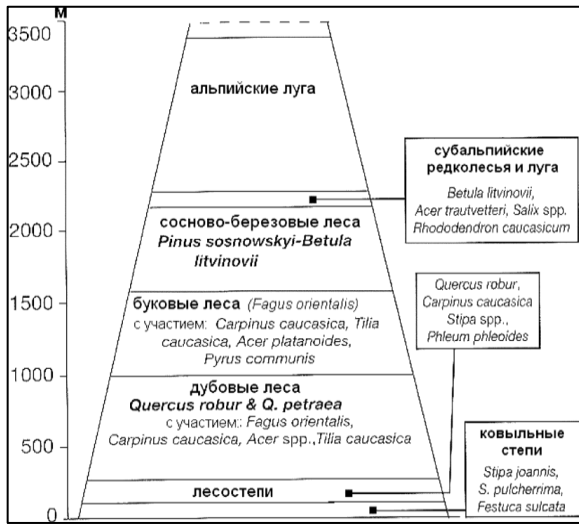 М
3500
3000
2500
2000
1500
1000
500
0
альпийские луга
субальпийские
редколесья и луга
Betula litvinovii,
Acer trautvetteri, Salix spp.
Rhododendron caucasicum
сосново-березовые леса
Pinus sosnowskyi-Betula
litvinovii
Quercus robur,
Carpinus caucasica
Stipa spp.,
Phleum phleoides
буковые леса (Fagus orientalis)
с участием: Carpinus caucasica, Tilia
caucasica, Acer platanoides,
Pyrus communis
дубовые леса
Quercus robur & Q. petraea
с участием:: Fagus orientalis,
Carpinus caucasica, Acer spp.,Tilia caucasica
лесостепи
ковыльные
степи
Stipa joannis,
S. pulcherrima,
Festuca sulcata